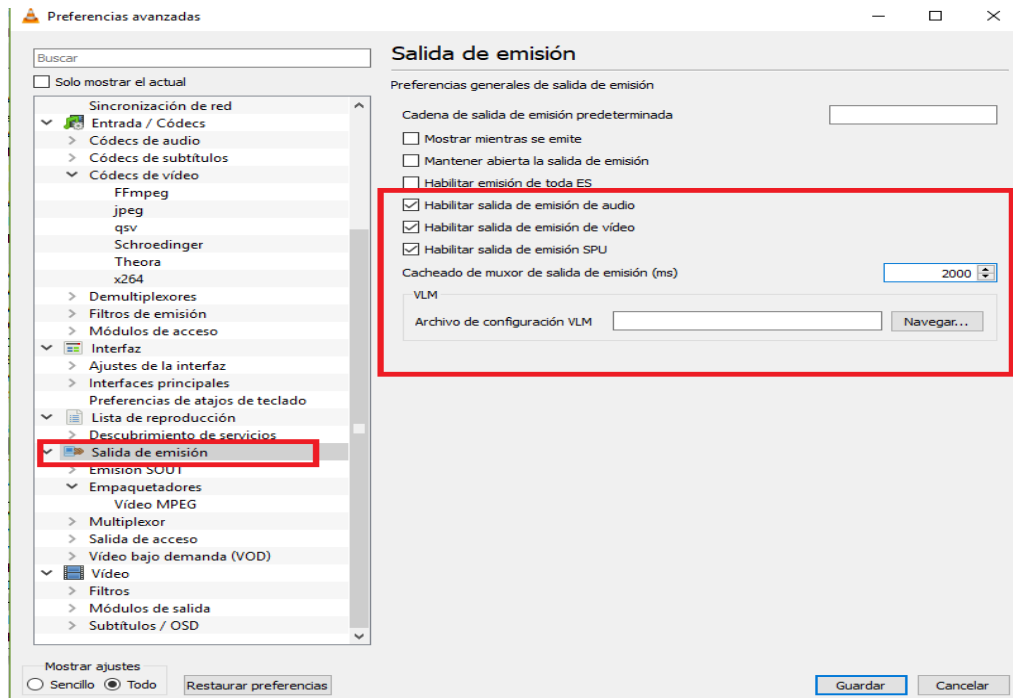 Preferencias avanzadas
Buscar
Solo mostrar el actual
Sincronización de red
Entrada / Códecs
Códecs de audio
Códecs de subtítulos
Códecs de vídeo
FFmpeg
jpeg
qsv
Schroedinger
Theora
x264
Demultiplexores
Filtros de emisión
Módulos de acceso
Interfaz
Ajustes de la interfaz
Interfaces principales
Preferencias de atajos de teclado
Lista de reproducción
Descubrimiento de servicios
Salida de emisión
Emisión SOUT
Empaquetadores
Vídeo MPEG
Multiplexor
Salida de acceso
Vídeo bajo demanda (VOD)
Vídeo
Filtros
Módulos de salida
Subtítulos / OSD
Mostrar ajustes
Sencillo Todo Restaurar preferencias
Salida de emisión
Preferencias generales de salida de emisión
Cadena de salida de emisión predeterminada
Mostrar mientras se emite
Mantener abierta la salida de emisión
Habilitar emisión de toda ES
Habilitar salida de emisión de audio
Habilitar salida de emisión de vídeo
Habilitar salida de emisión SPU
Cacheado de muxor de salida de emisión (ms) 2000
VLM
Archivo de configuración VLM Navegar...
Guardar Cancelar